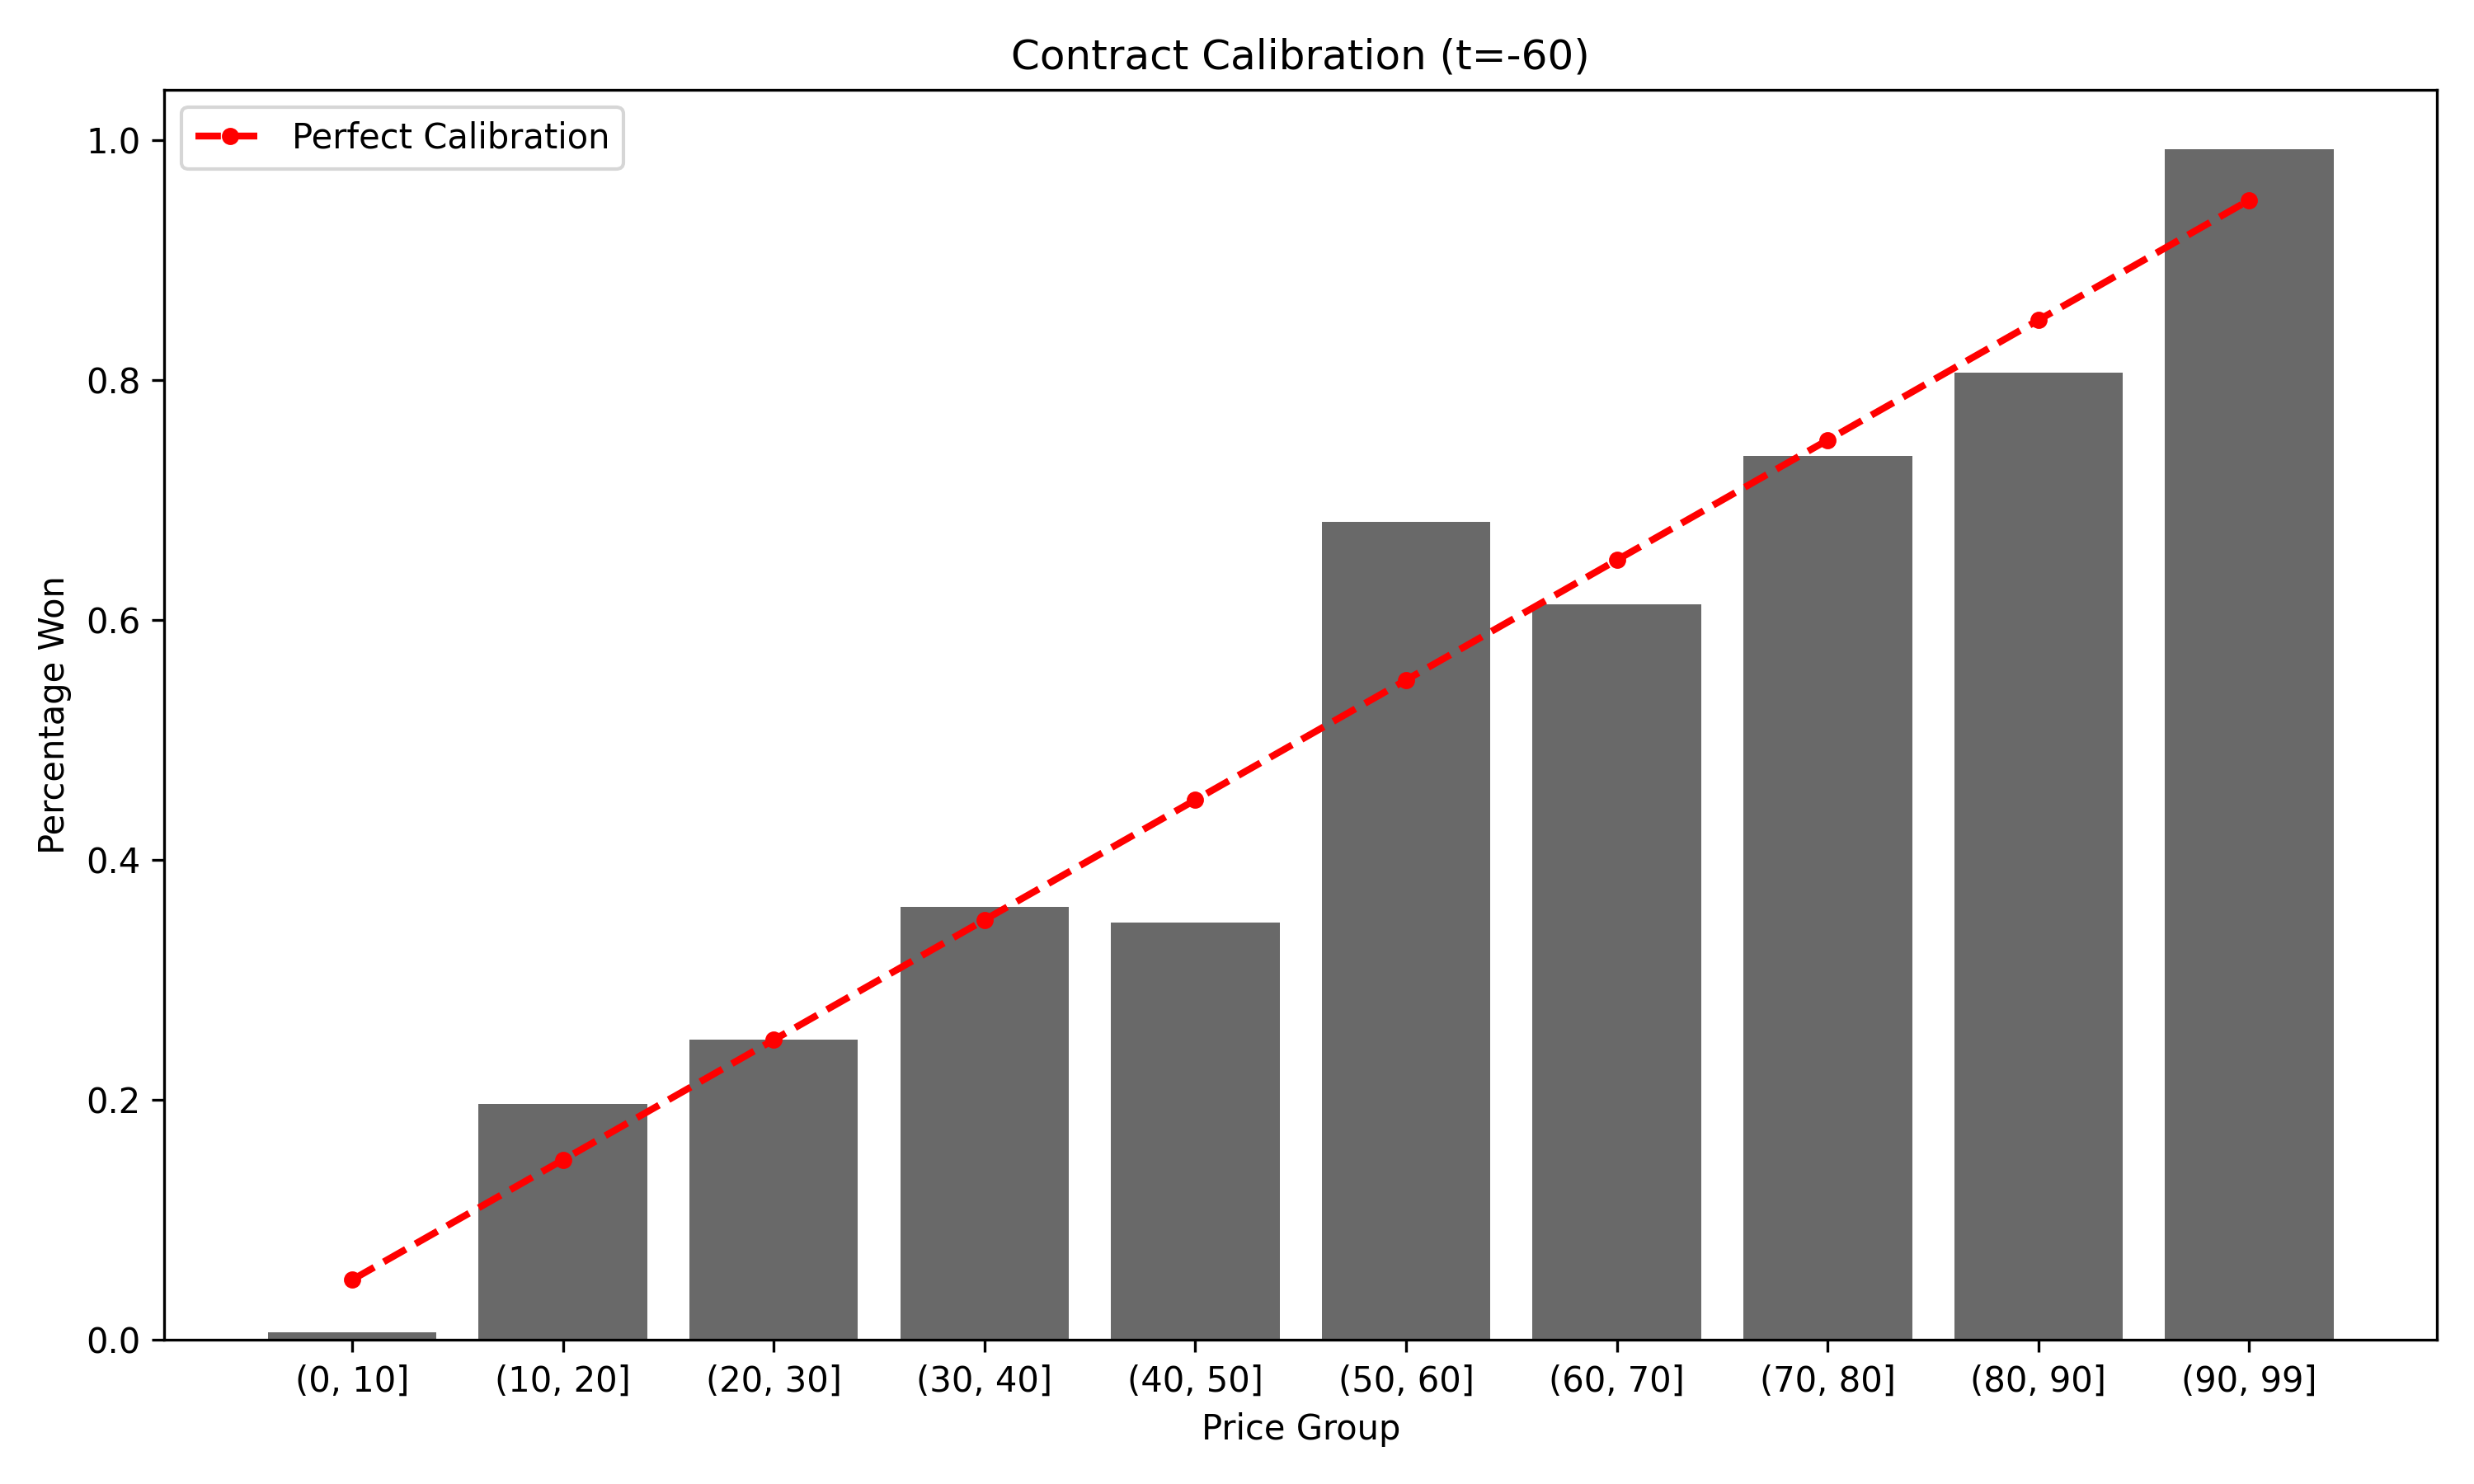 Contract Calibration (t=-60)
Perfect Calibration
Percentage Won
1.0
0.8
0.6
0.4
0.2
0.0
(0, 10] (10, 20] (20, 30] (30, 40] (40, 50] (50, 60] (60, 70] (70, 80] (80, 90] (90, 99]
Price Group